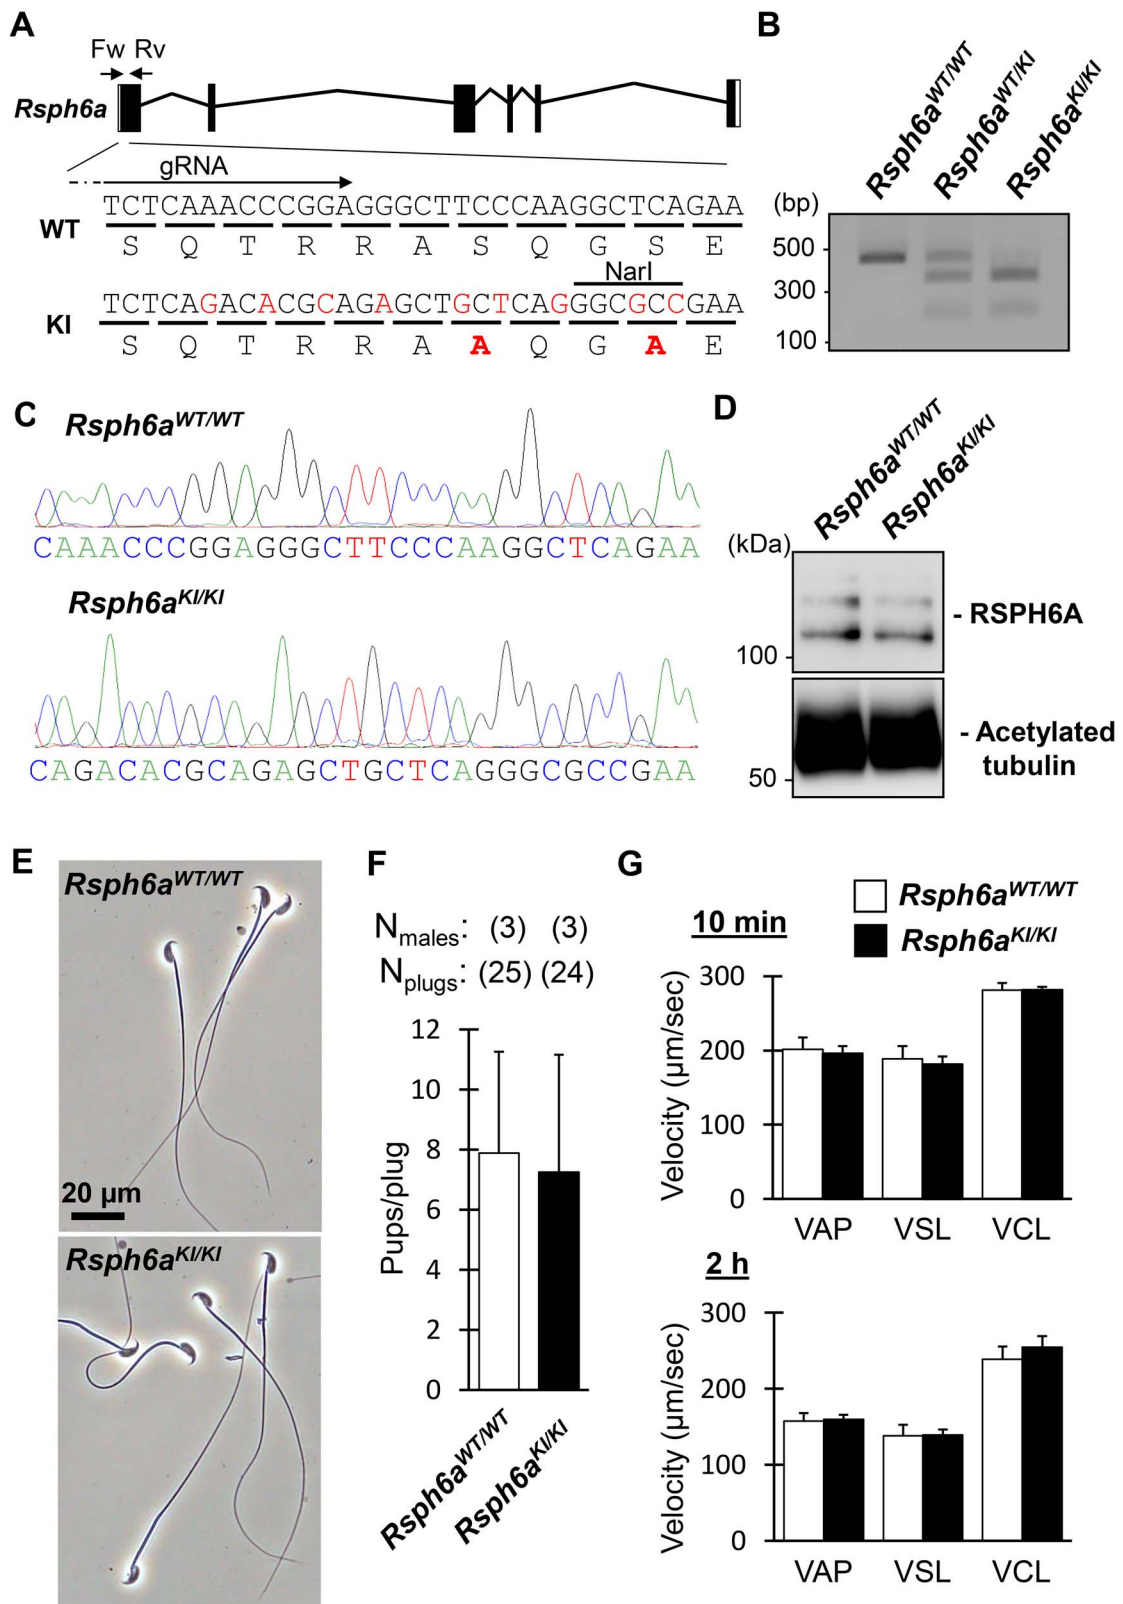 A
Fw Rv
Rsph6a
gRNA
TCTCAAACCCGGAGGGCTTCCCAAGGCTCAGAA
WT
S Q T R R A S Q G S E
NarI
TCTCAGACACGCAGAGCTGCTCAGGGCGCCGAA
KI
S Q T R R A A Q G A E
B
Rsph6aWT/WT
Rsph6aWT/KI
Rsph6aKI/KI
(bp)
500
300
100
C
Rsph6aWT/WT
CAAACCCGGAGGGCTTCCCAAGGCTCAGAA
Rsph6aKI/KI
CAGACACGCAGAGCTGCTCAGGGCGCCGAA
D
Rsph6aWT/WT
Rsph6aKI/KI
(kDa)
- RSPH6A
100
- Acetylated
tubulin
50
E
Rsph6aWT/WT
20 µm
Rsph6aKI/KI
F
Nmales: (3) (3)
Nplugs: (25) (24)
Pups/plug
12
10
8
6
4
2
0
Rsph6aWT/WT
Rsph6aKI/KI
G
Rsph6aWT/WT
Rsph6aKI/KI
10 min
Velocity (µm/sec)
300
200
100
0
VAP VSL VCL
2 h
Velocity (µm/sec)
300
200
100
0
VAP VSL VCL